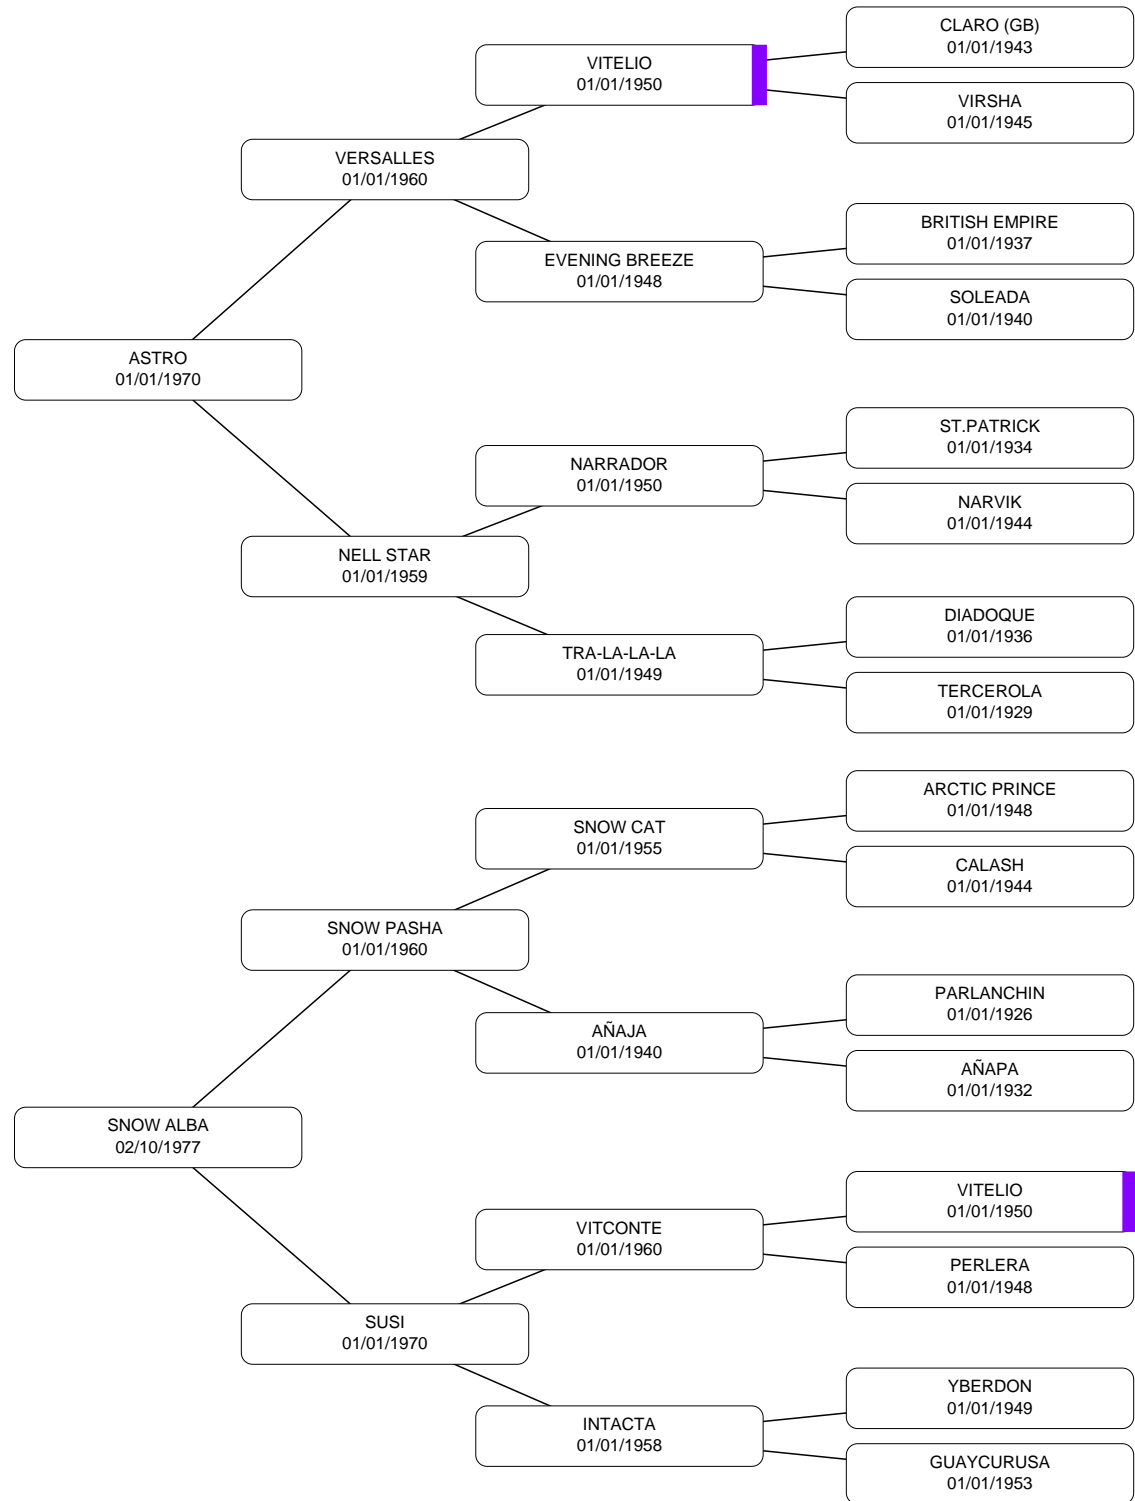 CLARO (GB)
01/01/1943
VITELIO
01/01/1950
VIRSHA
01/01/1945
VERSALLES
01/01/1960
BRITISH EMPIRE
01/01/1937
EVENING BREEZE
01/01/1948
SOLEADA
01/01/1940
ASTRO
01/01/1970
ST.PATRICK
01/01/1934
NARRADOR
01/01/1950
NARVIK
01/01/1944
NELL STAR
01/01/1959
DIADOQUE
01/01/1936
TRA-LA-LA-LA
01/01/1949
TERCEROLA
01/01/1929
ARCTIC PRINCE
01/01/1948
SNOW CAT
01/01/1955
CALASH
01/01/1944
SNOW PASHA
01/01/1960
PARLANCHIN
01/01/1926
AÑAJA
01/01/1940
AÑAPA
01/01/1932
SNOW ALBA
02/10/1977
VITELIO
01/01/1950
VITCONTE
01/01/1960
PERLERA
01/01/1948
SUSI
01/01/1970
YBERDON
01/01/1949
INTACTA
01/01/1958
GUAYCURUSA
01/01/1953